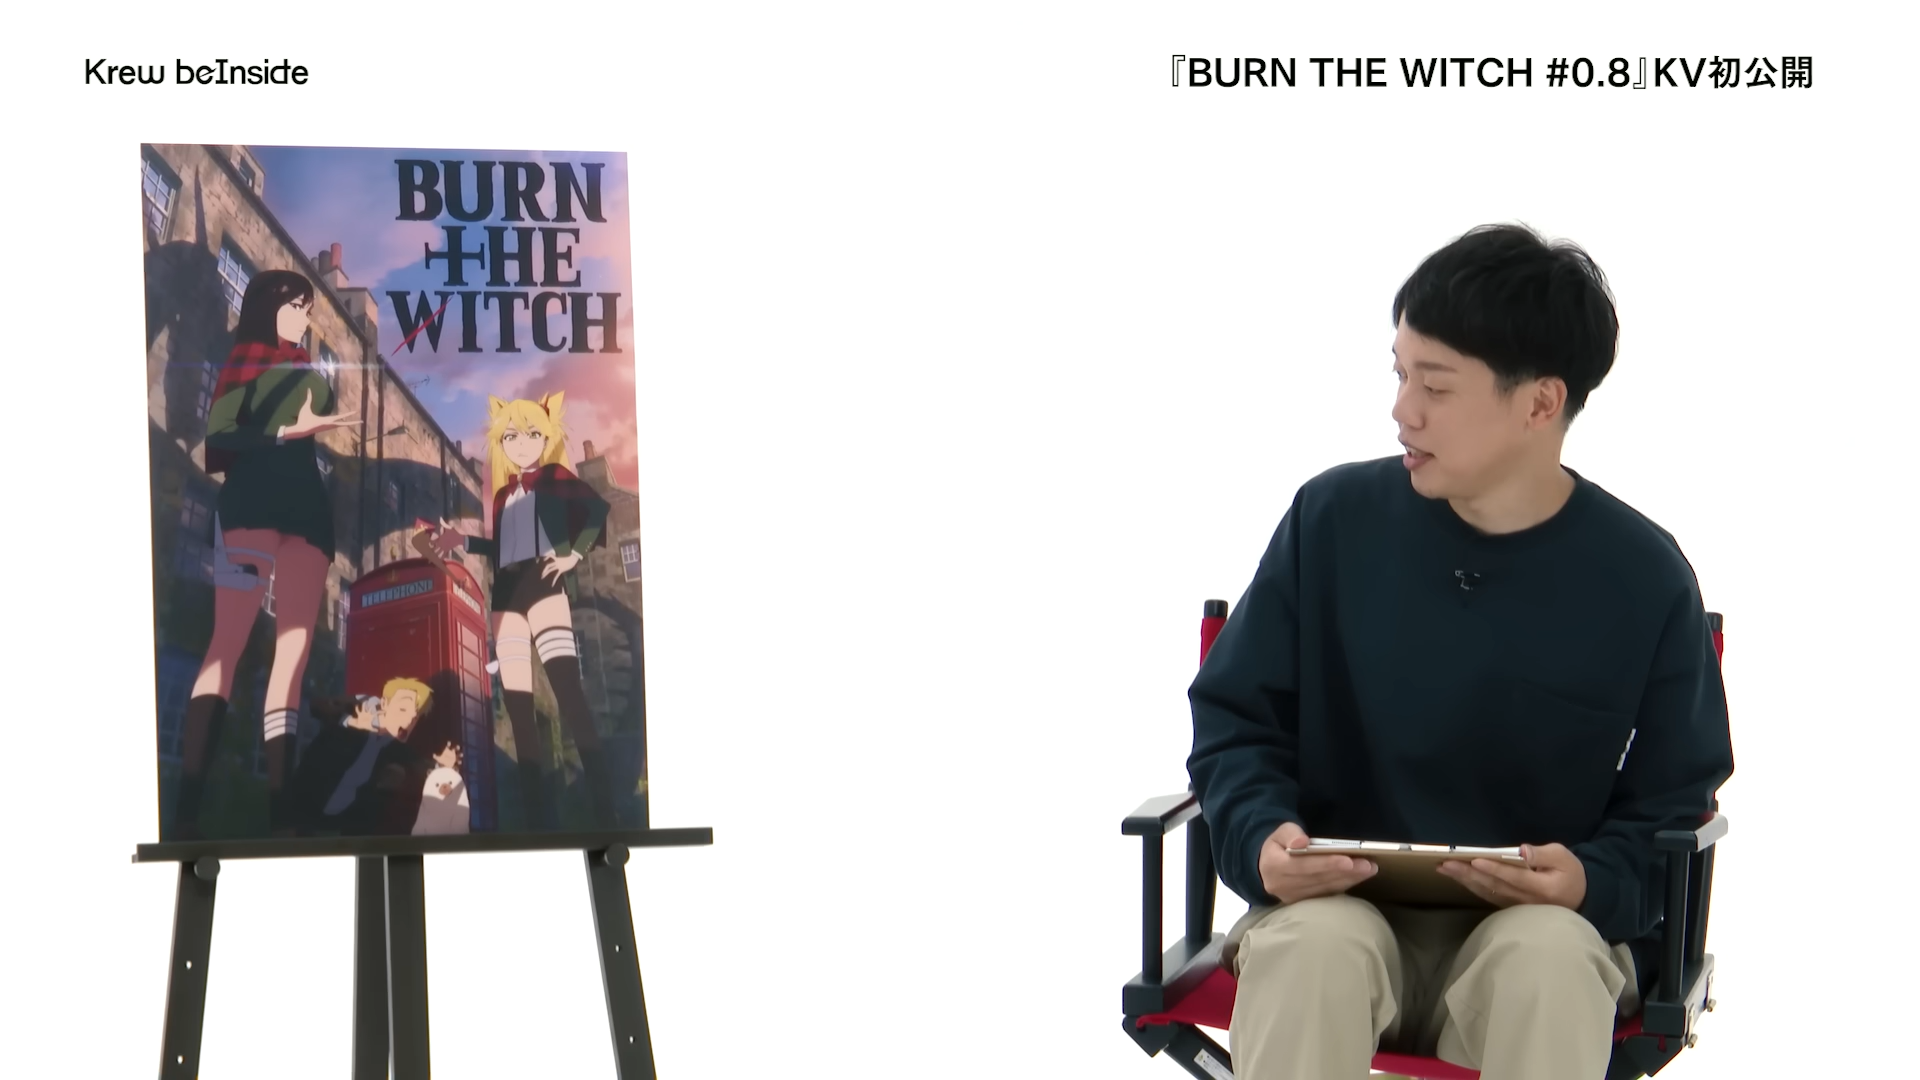 Krew beInside
『BURN THE WITCH #0.8』KV初公開
BURN
THE
WITCH
TELEPHONE